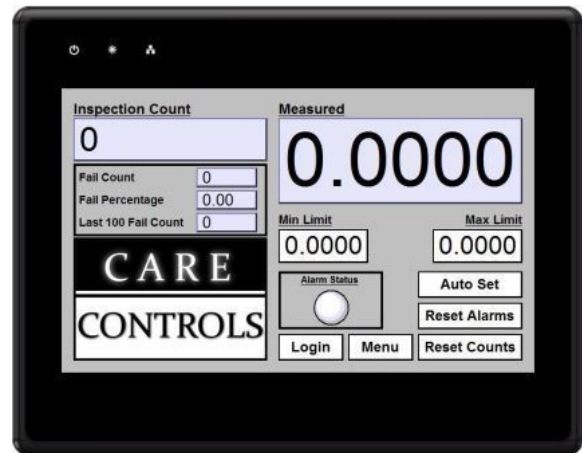 Inspection Count
0
Fail Count 0
Fail Percentage 0.00
Last 100 Fail Count 0
CARE
CONTROLS
Measured
0.0000
Min Limit Max Limit
0.0000 0.0000
Alarm Status
Auto Set
Reset Alarms
Login Menu Reset Counts